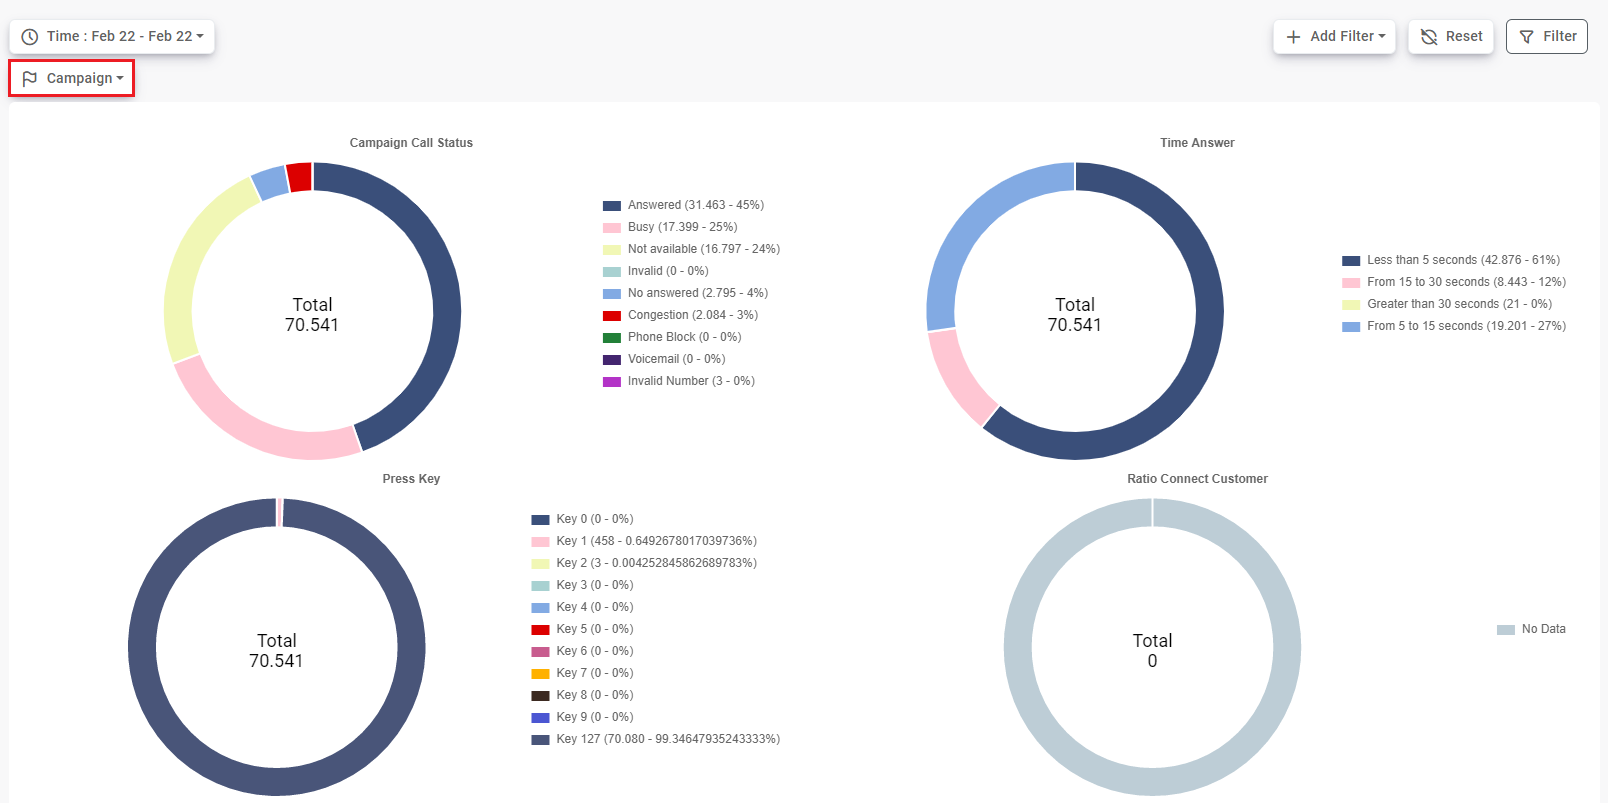 Time : Feb 22 - Feb 22
Add Filter
Reset
Filter
Campaign
Campaign Call Status
Total
70.541
Answered (31.463 - 45%)
Busy (17.399 - 25%)
Not available (16.797 - 24%)
Invalid (0 - 0%)
No answered (2.795 - 4%)
Congestion (2.084 - 3%)
Phone Block (0 - 0%)
Voicemail (0 - 0%)
Invalid Number (3 - 0%)
Time Answer
Total
70.541
Less than 5 seconds (42.876 - 61%)
From 15 to 30 seconds (8.443 - 12%)
Greater than 30 seconds (21 - 0%)
From 5 to 15 seconds (19.201 - 27%)
Press Key
Total
70.541
Key 0 (0 - 0%)
Key 1 (458 - 0.6492678017039736%)
Key 2 (3 - 0.004252845862689783%)
Key 3 (0 - 0%)
Key 4 (0 - 0%)
Key 5 (0 - 0%)
Key 6 (0 - 0%)
Key 7 (0 - 0%)
Key 8 (0 - 0%)
Key 9 (0 - 0%)
Key 127 (70.080 - 99.34647935243333%)
Ratio Connect Customer
Total
0
No Data